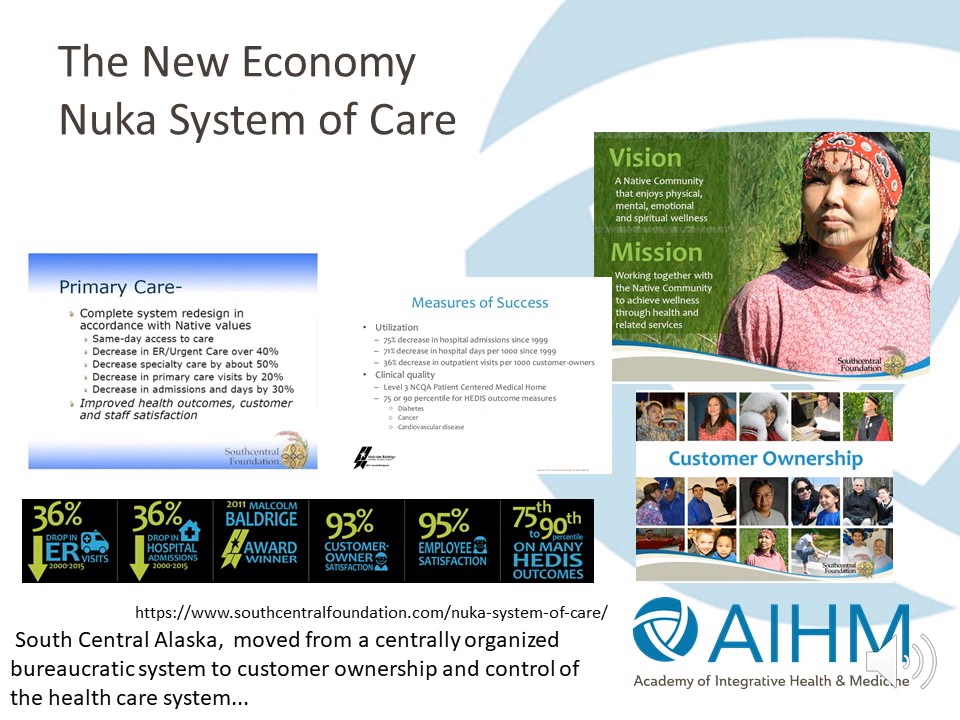 The New Economy
Nuka System of Care
Vision
A Native Community
that enjoys physical,
mental, emotional
and spiritual wellness
Mission
Working together with
the Native Community
to achieve wellness
through health and
related services
Southcentral
Foundation
Primary Care-
Complete system redesign in
accordance with Native values
Same-day access to care
Decrease in ER/Urgent Care over 40%
Decrease specialty care by about 50%
Decrease in primary care visits by 20%
Decrease in admissions and days by 30%
Improved health outcomes, customer
and staff satisfaction
Southcentral
Foundation
Measures of Success
• Utilization
– 75% decrease in hospital admissions since 1999
– 71% decrease in hospital days per 1000 since 1999
– 36% decrease in outpatient visits per 1000 customer-owners
• Clinical quality
– Level 3 NCQA Patient Centered Medical Home
– 75 or 90 percentile for HEDIS outcome measures
○ Diabetes
○ Cancer
○ Cardiovascular disease
Malcolm Baldrige
Customer Ownership
Southcentral
Foundation
36%
DROP IN
ER
VISITS
2000-2015
36%
DROP IN
HOSPITAL
ADMISSIONS
2000-2015
2011 MALCOLM
BALDRIGE
AWARD
WINNER
93%
CUSTOMER-
OWNER
SATISFACTION
95%
EMPLOYEE
SATISFACTION
75th
to 90th
percentile
ON MANY
HEDIS
OUTCOMES
https://www.southcentralfoundation.com/nuka-system-of-care/
South Central Alaska, moved from a centrally organized
bureaucratic system to customer ownership and control of
the health care system...
AIHM
Academy of Integrative Health & Medicine